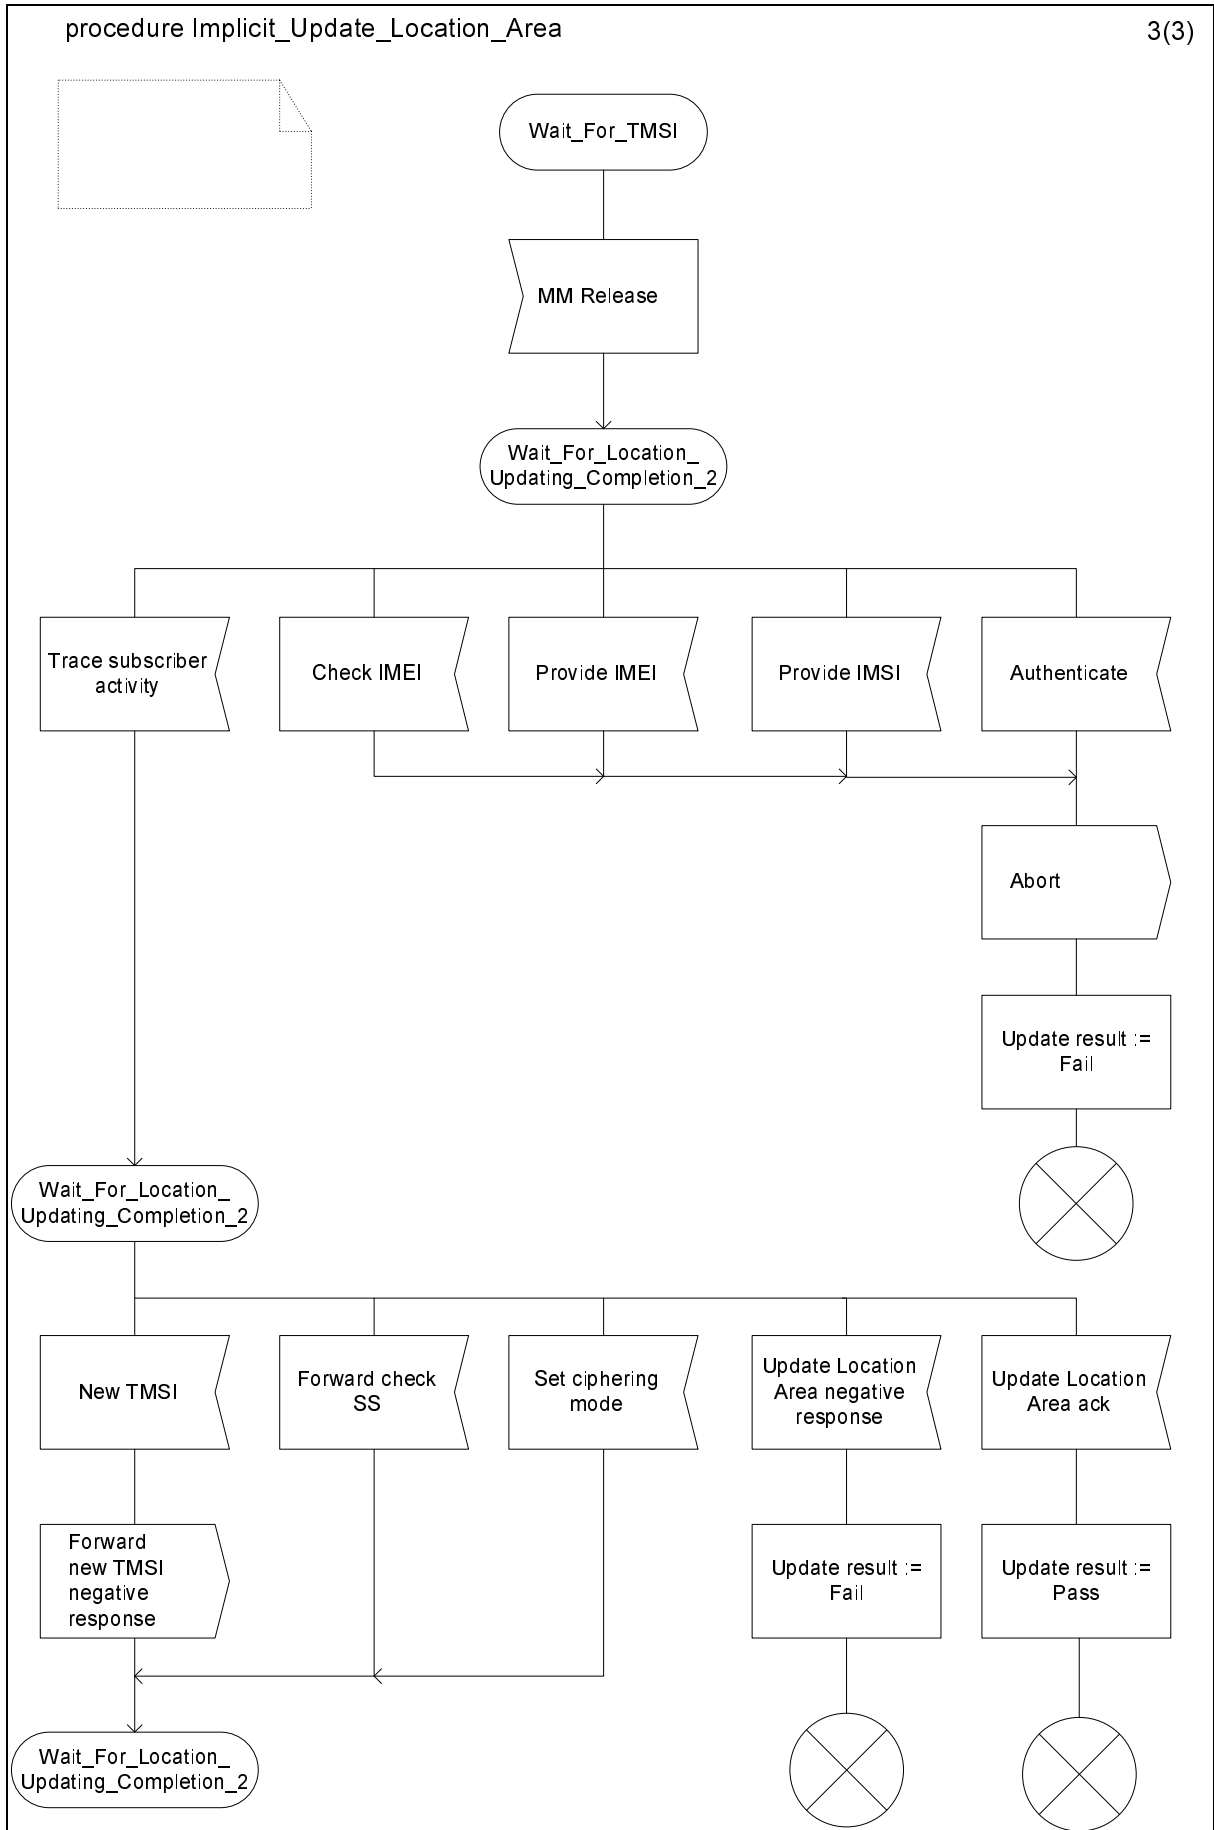 procedure Implicit_Update_Location_Area
3(3)
Wait_For_TMSI
MM Release
Wait_For_Location_
Updating_Completion_2
Trace subscriber
activity
Check IMEI
Provide IMEI
Provide IMSI
Authenticate
Abort
Update result :=
Fail
Wait_For_Location_
Updating_Completion_2
New TMSI
Forward check
SS
Set ciphering
mode
Update Location
Area negative
response
Update Location
Area ack
Forward
new TMSI
negative
response
Update result :=
Fail
Update result :=
Pass
Wait_For_Location_
Updating_Completion_2